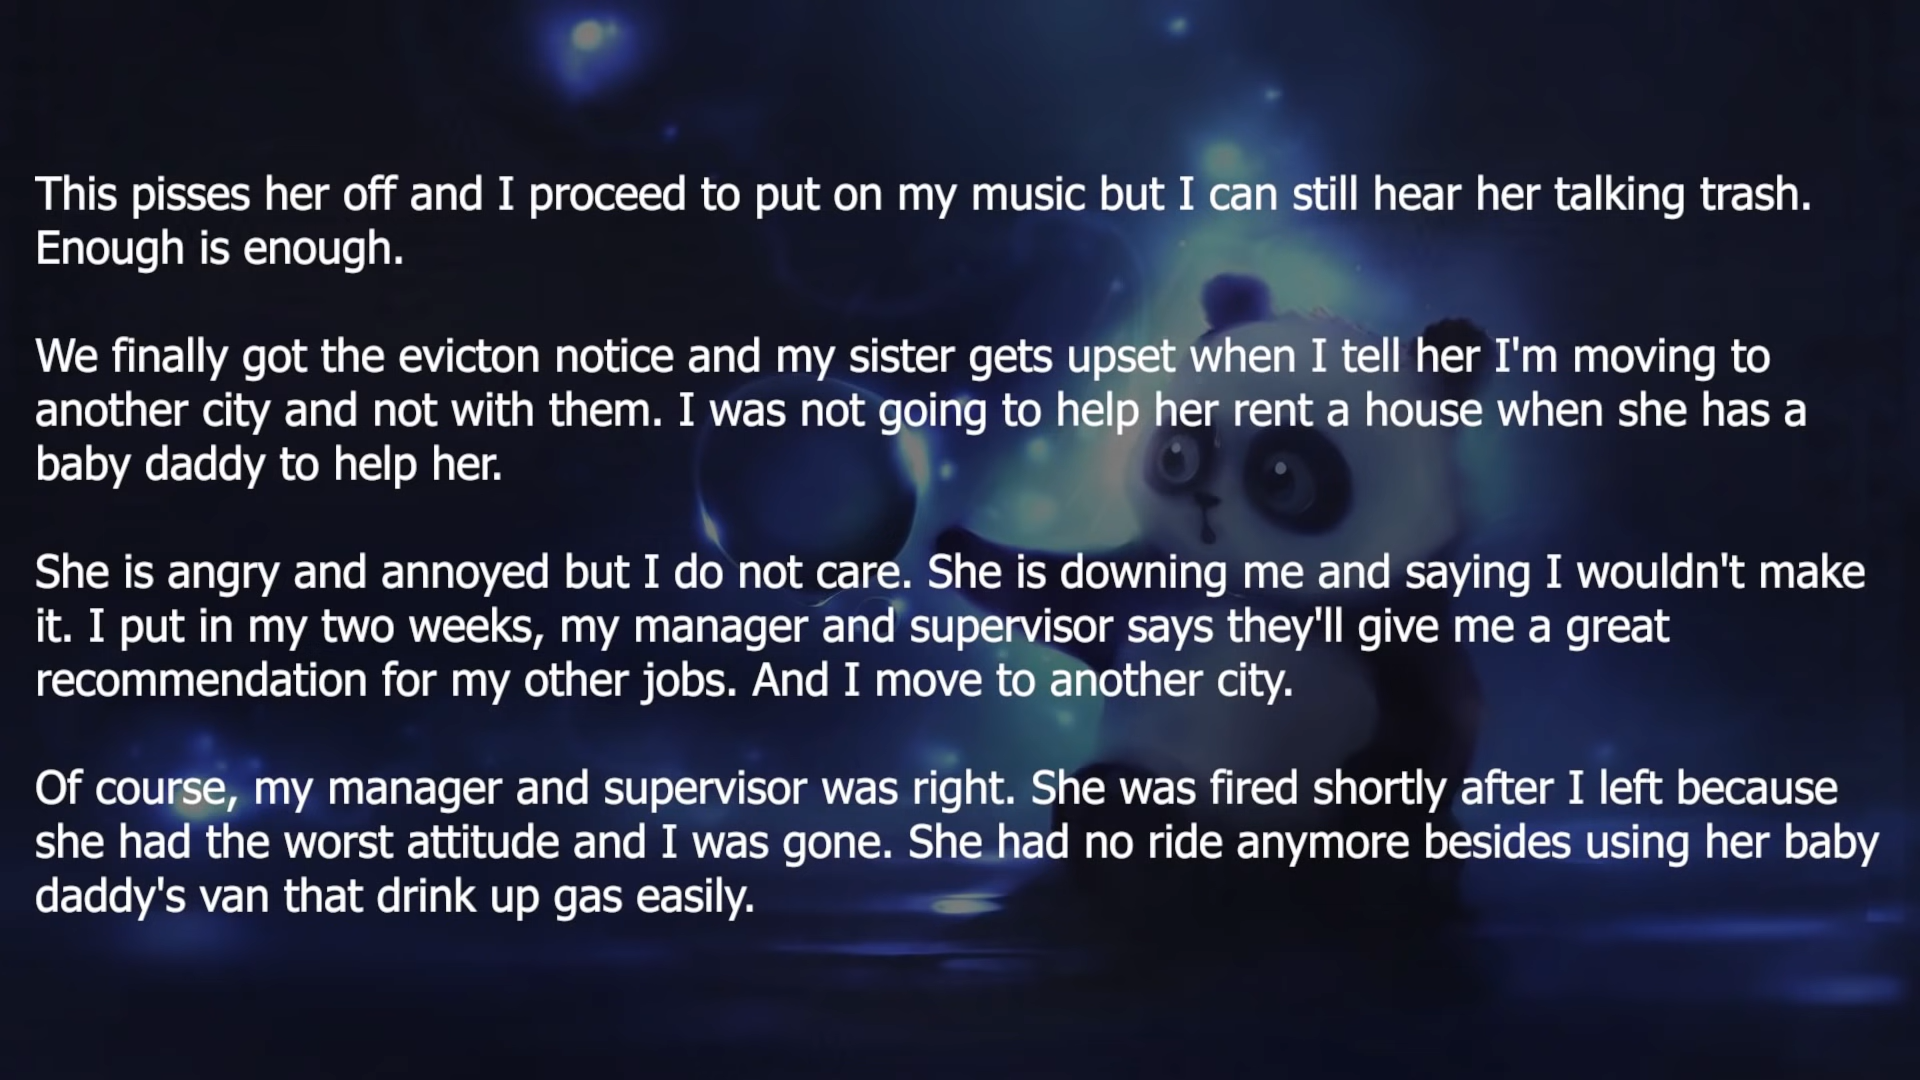 This pisses her off and I proceed to put on my music but I can still hear her talking trash.
Enough is enough.
We finally got the evicton notice and my sister gets upset when I tell her I'm moving to
another city and not with them. I was not going to help her rent a house when she has a
baby daddy to help her.
She is angry and annoyed but I do not care. She is downing me and saying I wouldn't make
it. I put in my two weeks, my manager and supervisor says they'll give me a great
recommendation for my other jobs. And I move to another city.
Of course, my manager and supervisor was right. She was fired shortly after I left because
she had the worst attitude and I was gone. She had no ride anymore besides using her baby
daddy's van that drink up gas easily.